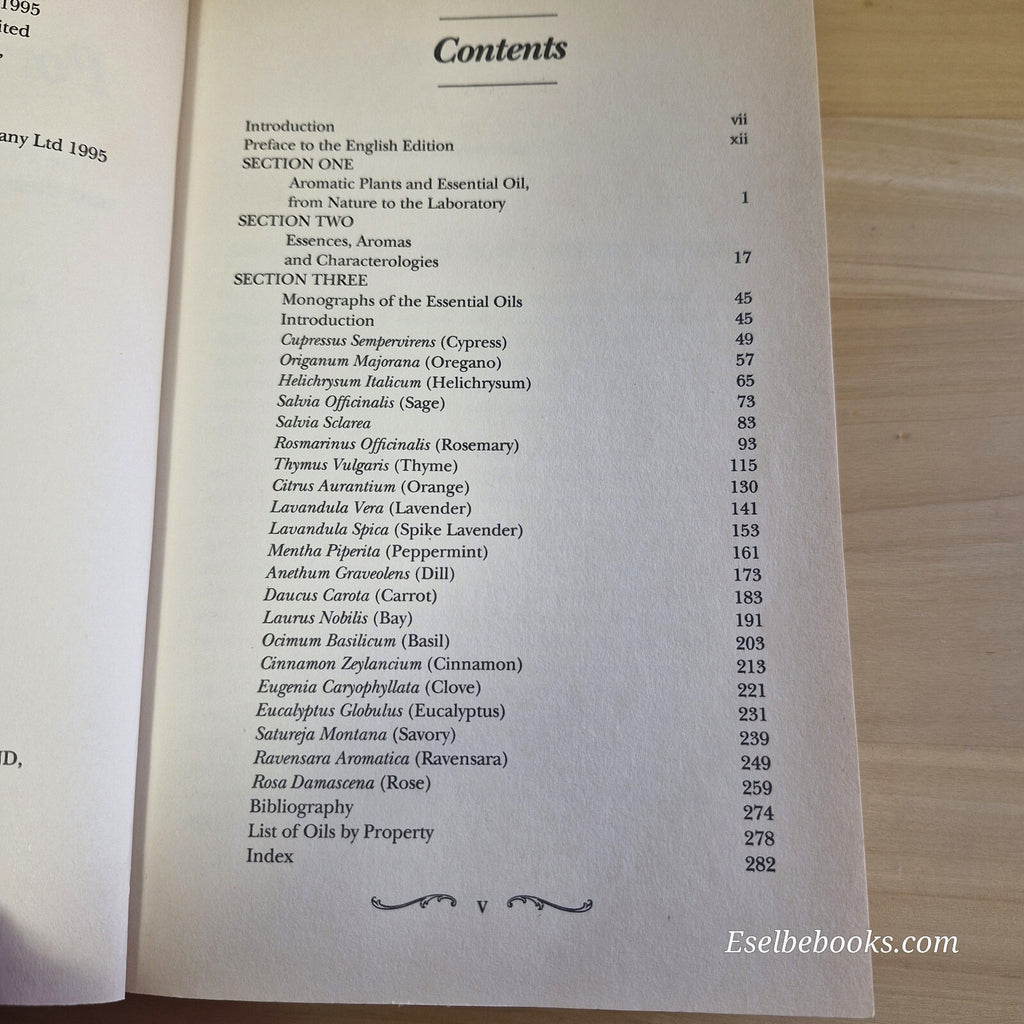 1995
ited
,
any Ltd 1995
D,
Contents
Introduction vii
Preface to the English Edition xii
SECTION ONE
Aromatic Plants and Essential Oil,
from Nature to the Laboratory 1
SECTION TWO
Essences, Aromas
and Characterologies 17
SECTION THREE
Monographs of the Essential Oils 45
Introduction 45
Cupressus Sempervirens (Cypress) 49
Origanum Majorana (Oregano) 57
Helichrysum Italicum (Helichrysum) 65
Salvia Officinalis (Sage) 73
Salvia Sclarea 83
Rosmarinus Officinalis (Rosemary) 93
Thymus Vulgaris (Thyme) 115
Citrus Aurantium (Orange) 130
Lavandula Vera (Lavender) 141
Lavandula Spica (Spike Lavender) 153
Mentha Piperita (Peppermint) 161
Anethum Graveolens (Dill) 173
Daucus Carota (Carrot) 183
Laurus Nobilis (Bay) 191
Ocimum Basilicum (Basil) 203
Cinnamon Zeylancium (Cinnamon) 213
Eugenia Caryophyllata (Clove) 221
Eucalyptus Globulus (Eucalyptus) 231
Satureja Montana (Savory) 239
Ravensara Aromatica (Ravensara) 249
Rosa Damascena (Rose) 259
Bibliography 274
List of Oils by Property 278
Index 282
v
Eselbebooks.com